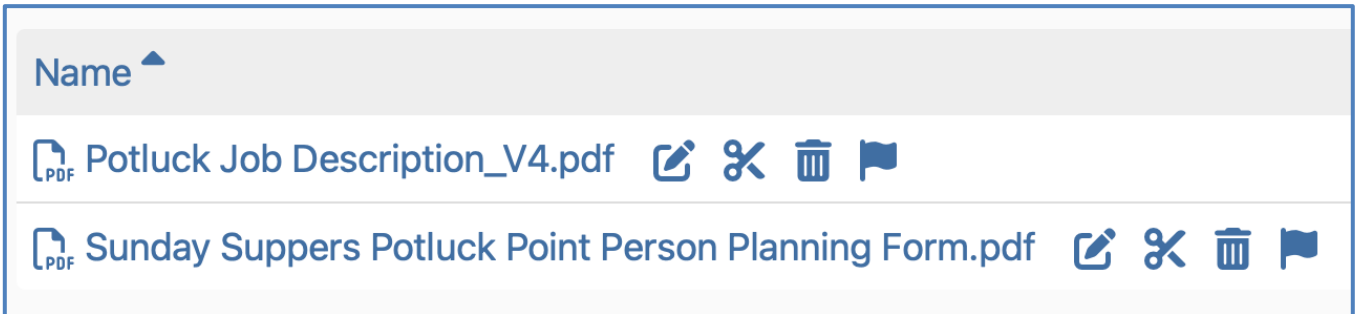 Name
PDF Potluck Job Description_V4.pdf
PDF Sunday Suppers Potluck Point Person Planning Form.pdf